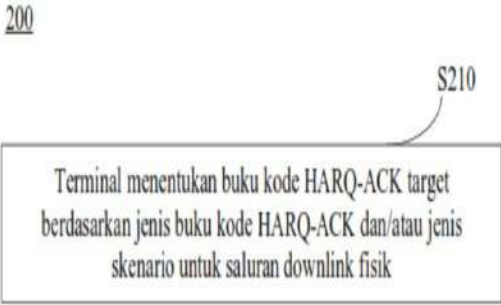 200
S210
Terminal menentukan buku kode HARQ-ACK target
berdasarkan jenis buku kode HARQ-ACK dan/atau jenis
skenario untuk saluran downlink fisik